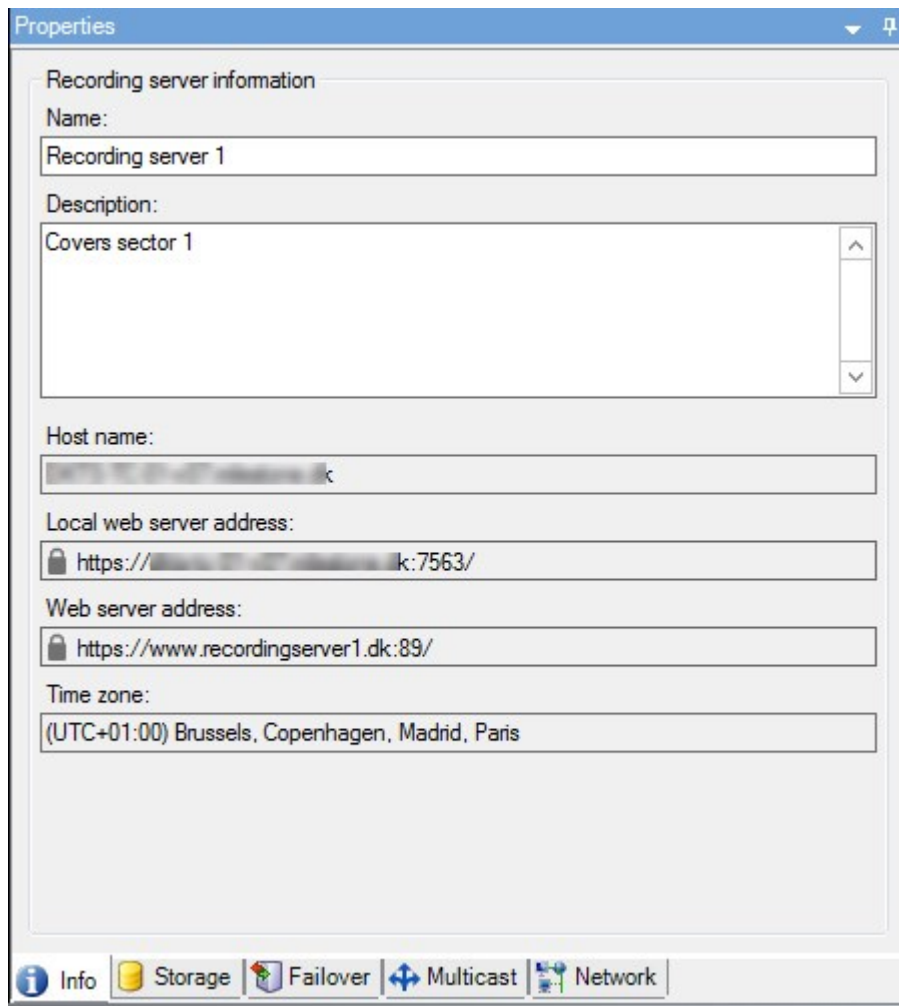 Properties
Recording server information
Name:
Recording server 1
Description:
Covers sector 1
Host name:
k
Local web server address:
https:// k:7563/
Web server address:
https://www.recordingserver1.dk:89/
Time zone:
(UTC+01:00) Brussels, Copenhagen, Madrid, Paris
Info Storage Failover Multicast Network